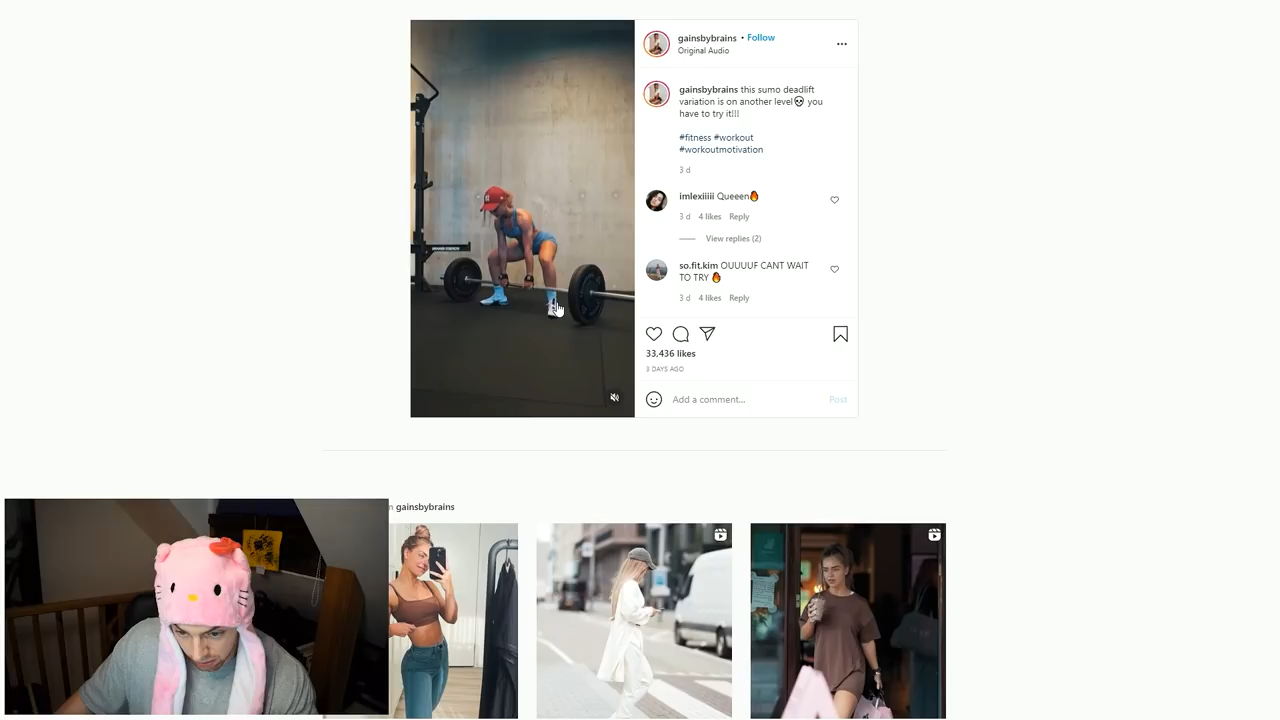 gainsbybrains • Follow
Original Audio
gainsbybrains this sumo deadlift
variation is on another level💀 you
have to try it!!!
#fitness #workout
#workoutmotivation
3 d
imlexiiiii Queeen🔥
3 d 4 likes Reply
View replies (2)
so.fit.kim OUUUUF CANT WAIT
TO TRY 🔥
3 d 4 likes Reply
33,436 likes
3 DAYS AGO
Add a comment... Post
gainsbybrains